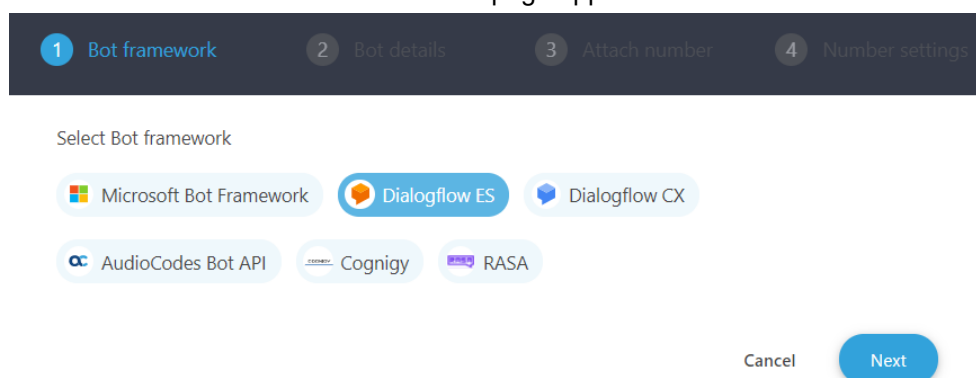 1 Bot framework 2 Bot details 3 Attach number 4 Number settings
Select Bot framework
Microsoft Bot Framework Dialogflow ES Dialogflow CX
AudioCodes Bot API COGNIGY Cognigy RASA
Cancel Next